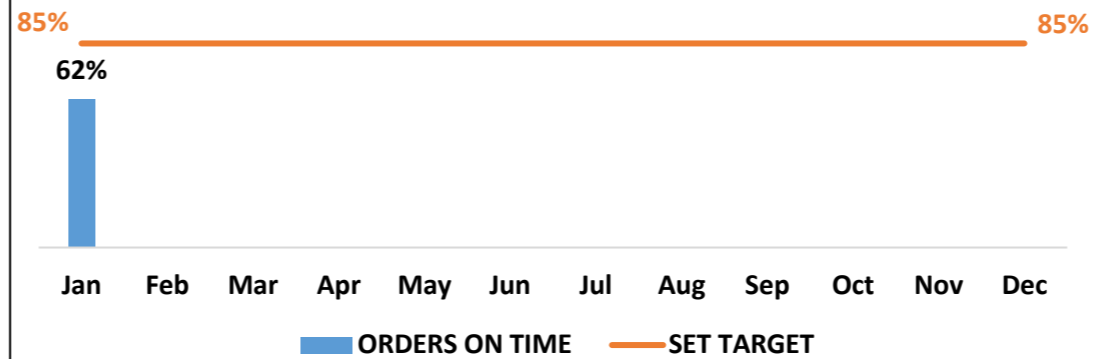 85%
85%
62%
Jan Feb Mar Apr May Jun Jul Aug Sep Oct Nov Dec
ORDERS ON TIME SET TARGET